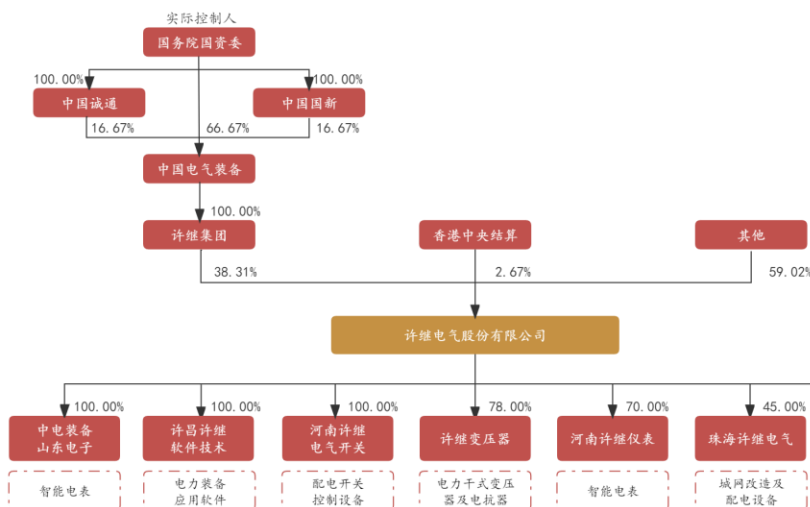 实际控制人
国务院国资委
100.00%
100.00%
中国诚通
中国国新
16.67%
66.67%
16.67%
中国电气装备
100.00%
许继集团
香港中央结算
其他
38.31%
2.67%
59.02%
许继电气股份有限公司
100.00%
100.00%
100.00%
78.00%
70.00%
45.00%
中电装备
山东电子
许昌许继
软件技术
河南许继
电气开关
许继变压器
河南许继仪表
珠海许继电气
智能电表
电力装备
应用软件
配电开关
控制设备
电力干式变压
器及电抗器
智能电表
城网改造及
配电设备